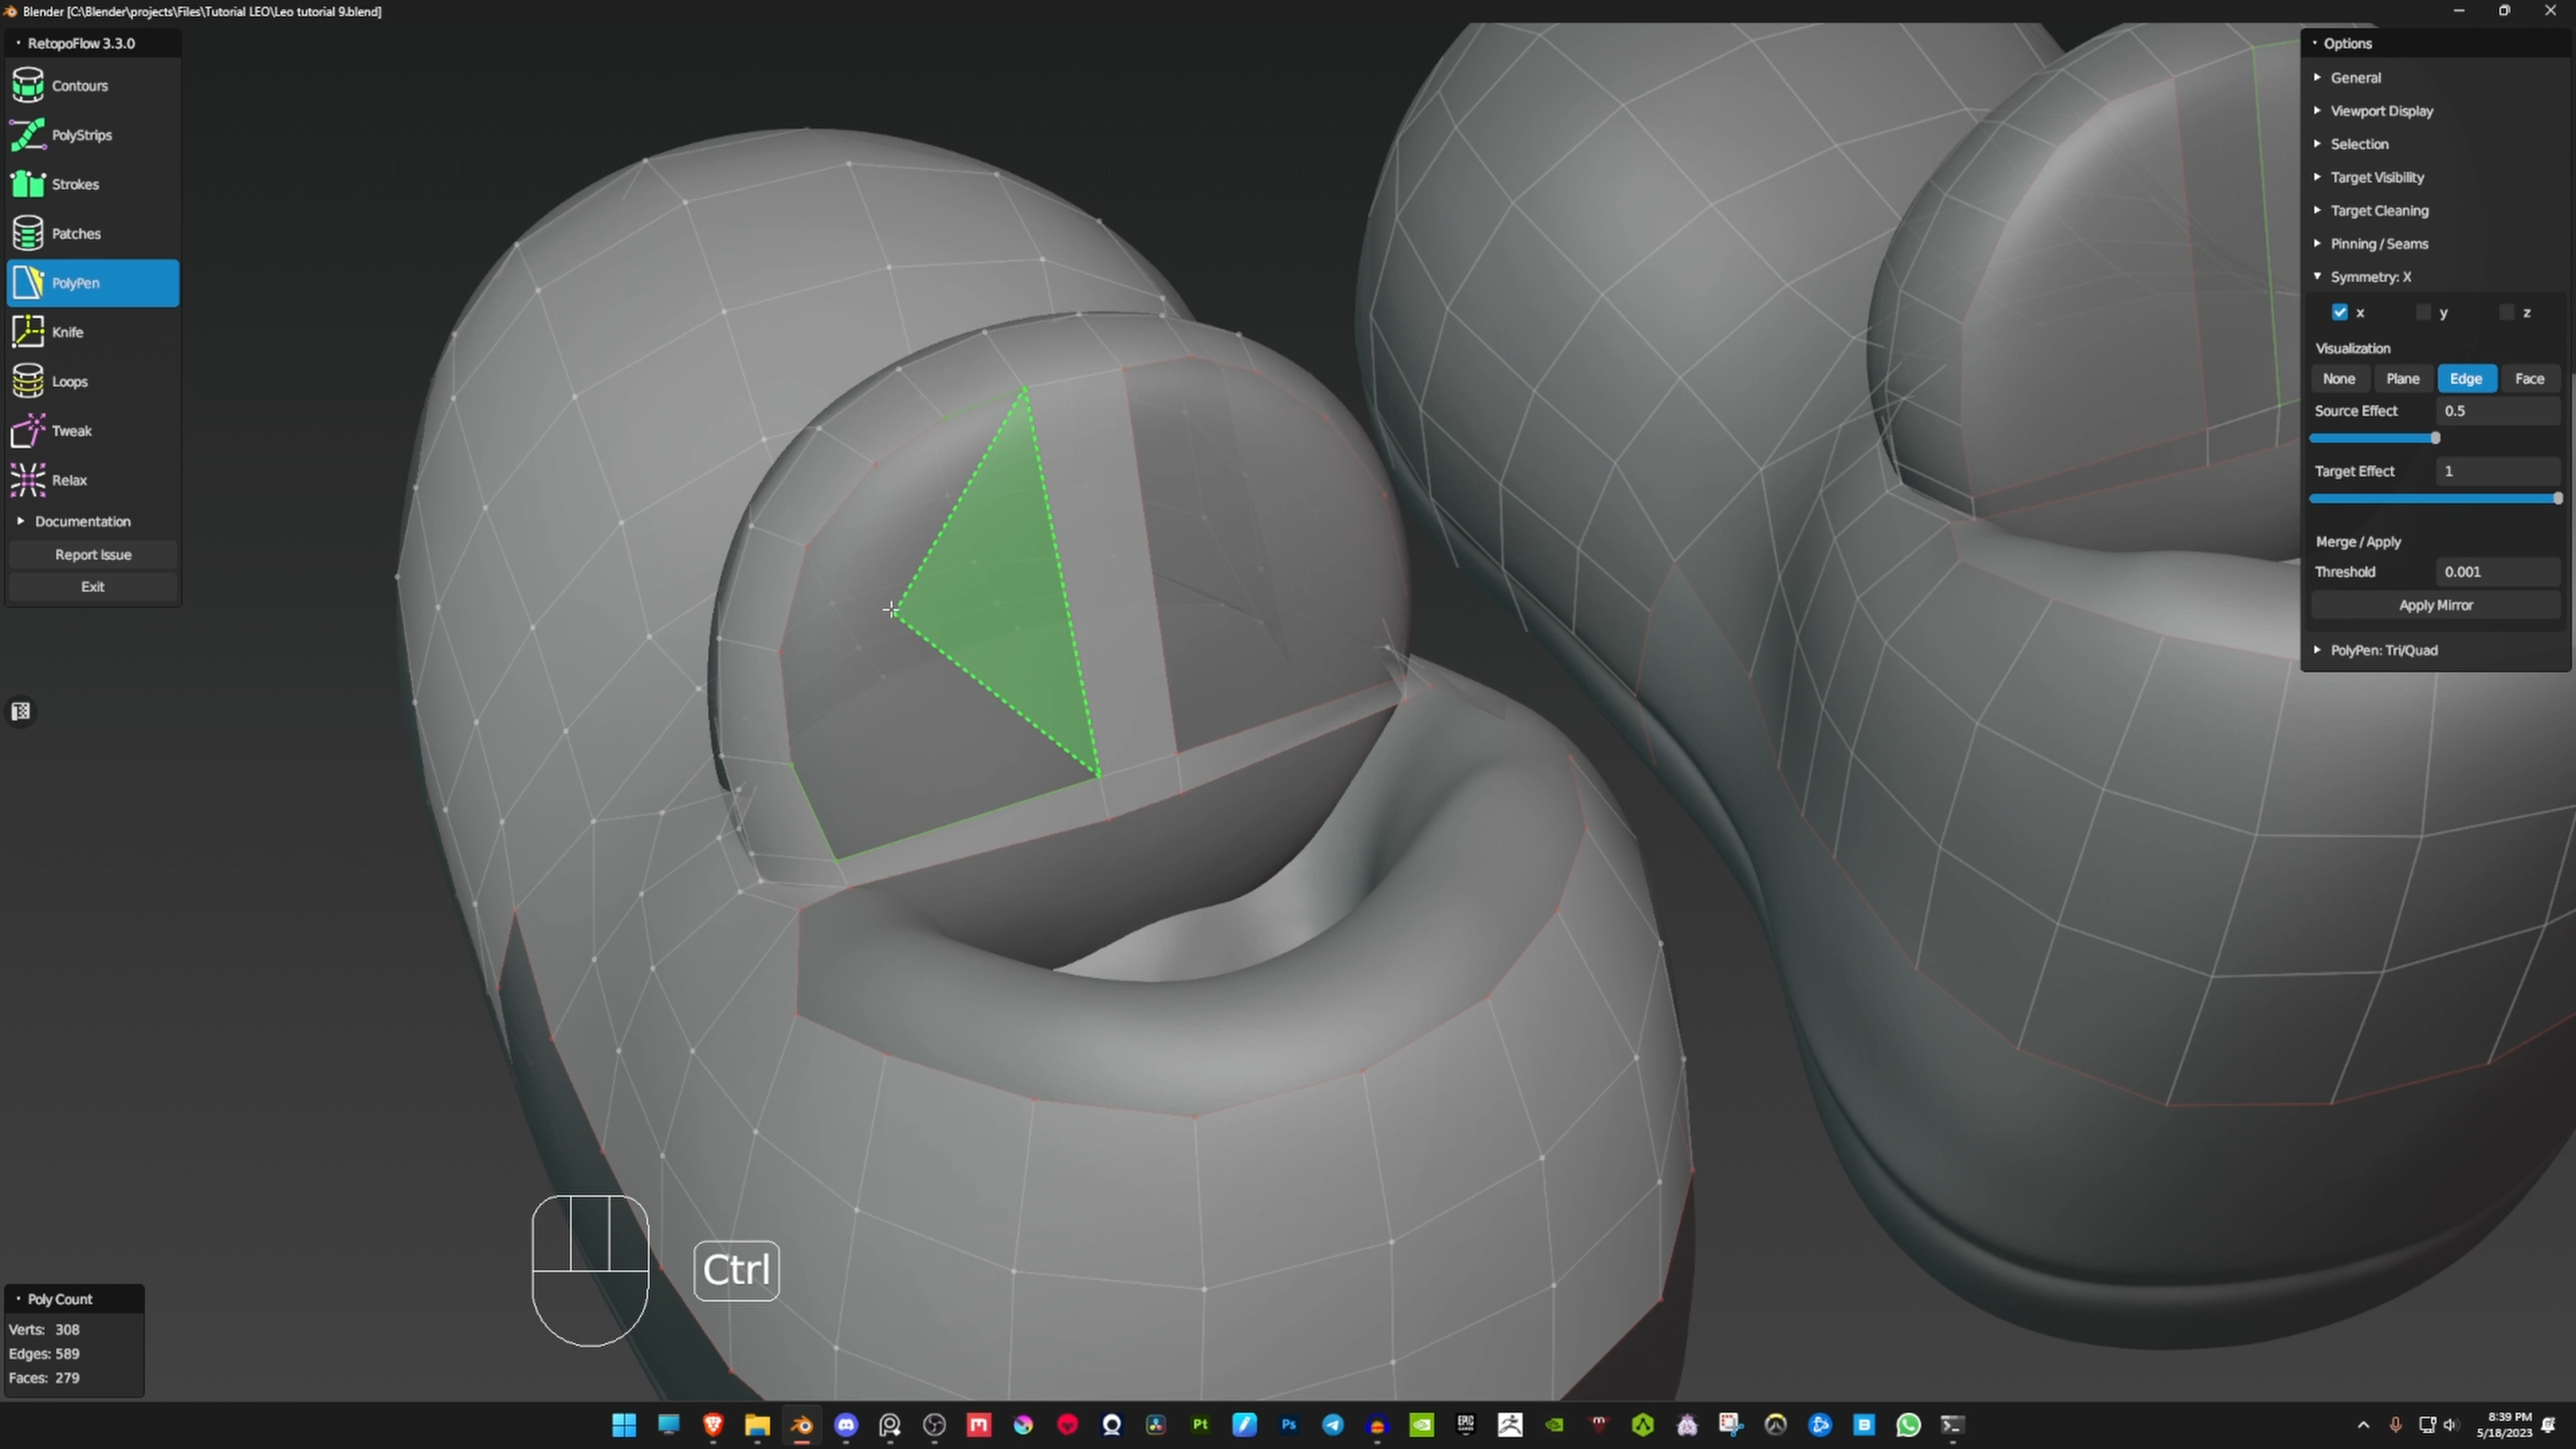 Blender [C:\Blender\projects\Files\Tutorial LEO\Leo tutorial 9.blend]
RetopoFlow 3.3.0
Contours
PolyStrips
Strokes
Patches
PolyPen
Knife
Loops
Tweak
Relax
Documentation
Report Issue
Exit
Options
General
Viewport Display
Selection
Target Visibility
Target Cleaning
Pinning / Seams
Symmetry: X
x y z
Visualization
None Plane Edge Face
Source Effect 0.5
Target Effect 1
Merge / Apply
Threshold 0.001
Apply Mirror
PolyPen: Tri/Quad
Ctrl
Poly Count
Verts: 308
Edges: 589
Faces: 279
Pt
Ps
EPIC
GAMES
8:39 PM
5/18/2023